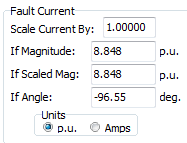 Fault Current
Scale Current By: 1.00000
If Magnitude: 8.848 p.u.
If Scaled Mag: 8.848 p.u.
If Angle: -96.55 deg.
Units
p.u. Amps